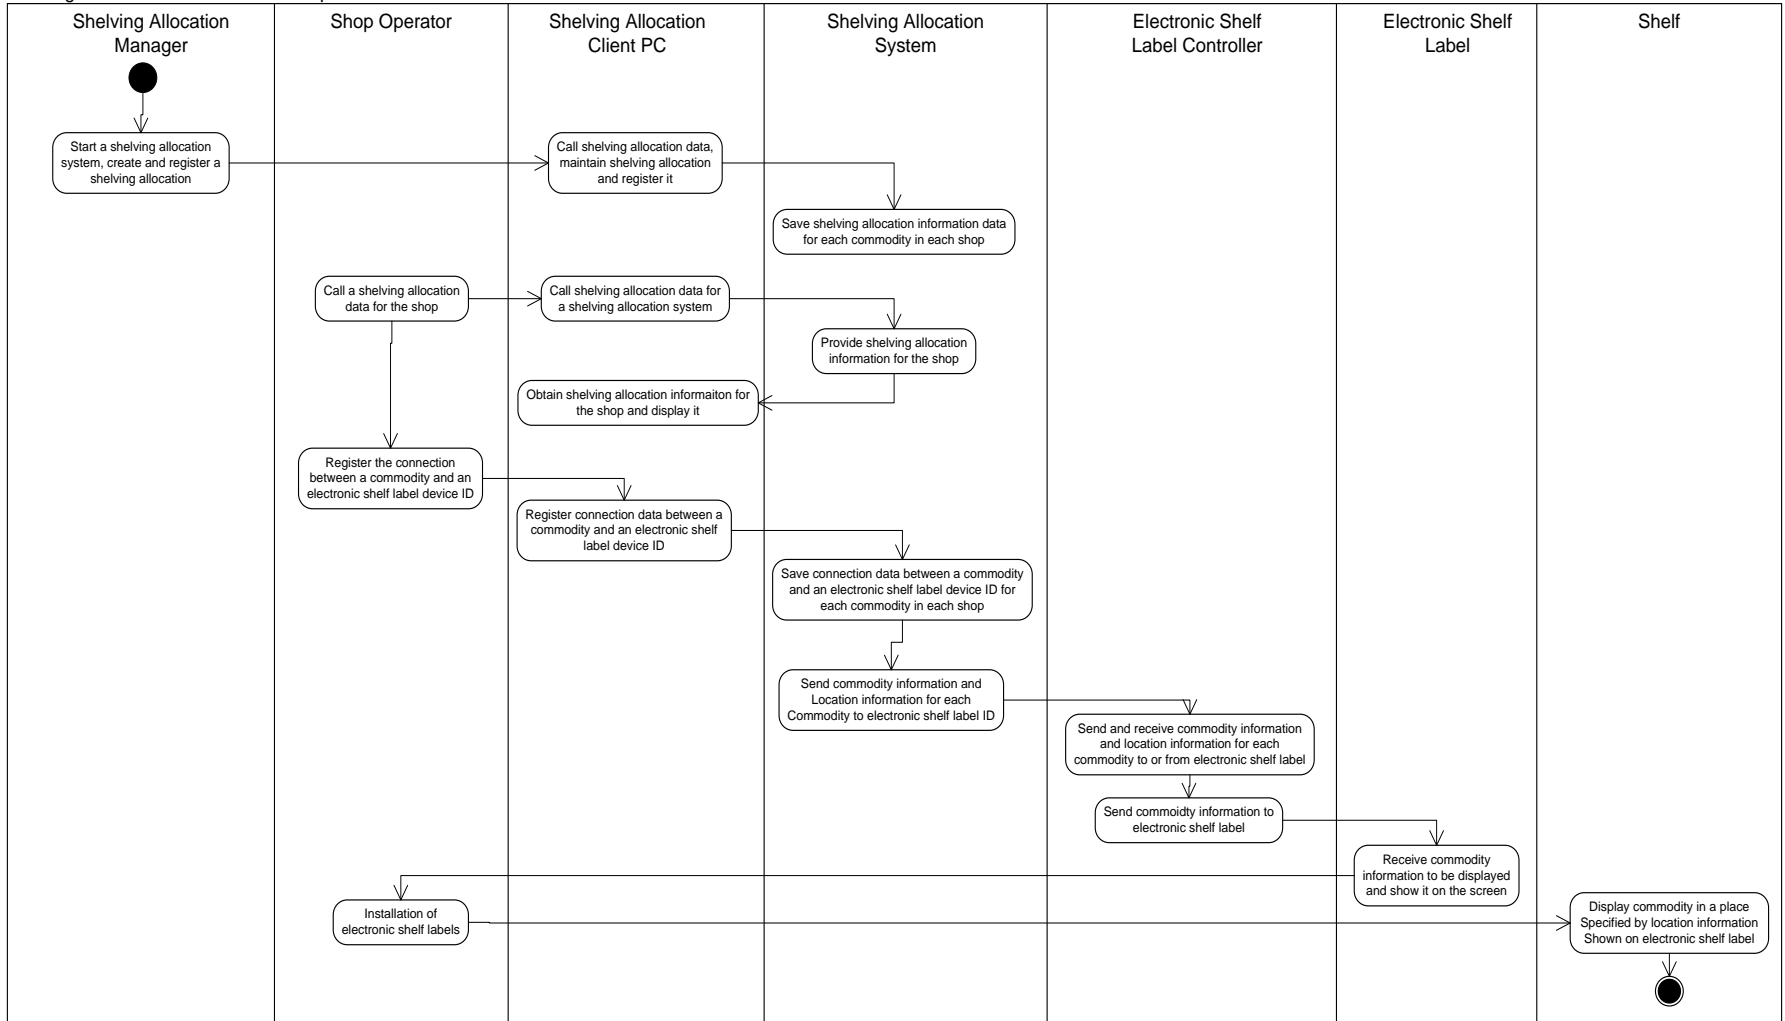 Shelving Allocation
Manager
Shop Operator
Shelving Allocation
Client PC
Shelving Allocation
System
Electronic Shelf
Label Controller
Electronic Shelf
Label
Shelf
Start a shelving allocation
system, create and register a
shelving allocation
Call shelving allocation data,
maintain shelving allocation
and register it
Save shelving allocation information data
for each commodity in each shop
Call a shelving allocation
data for the shop
Call shelving allocation data for
a shelving allocation system
Provide shelving allocation
information for the shop
Obtain shelving allocation informaiton for
the shop and display it
Register the connection
between a commodity and an
electronic shelf label device ID
Register connection data between a
commodity and an electronic shelf
label device ID
Save connection data between a commodity
and an electronic shelf label device ID for
each commodity in each shop
Send commodity information and
Location information for each
Commodity to electronic shelf label ID
Send and receive commodity information
and location information for each
commodity to or from electronic shelf label
Send commoidty information to
electronic shelf label
Receive commodity
information to be displayed
and show it on the screen
Installation of
electronic shelf labels
Display commodity in a place
Specified by location information
Shown on electronic shelf label